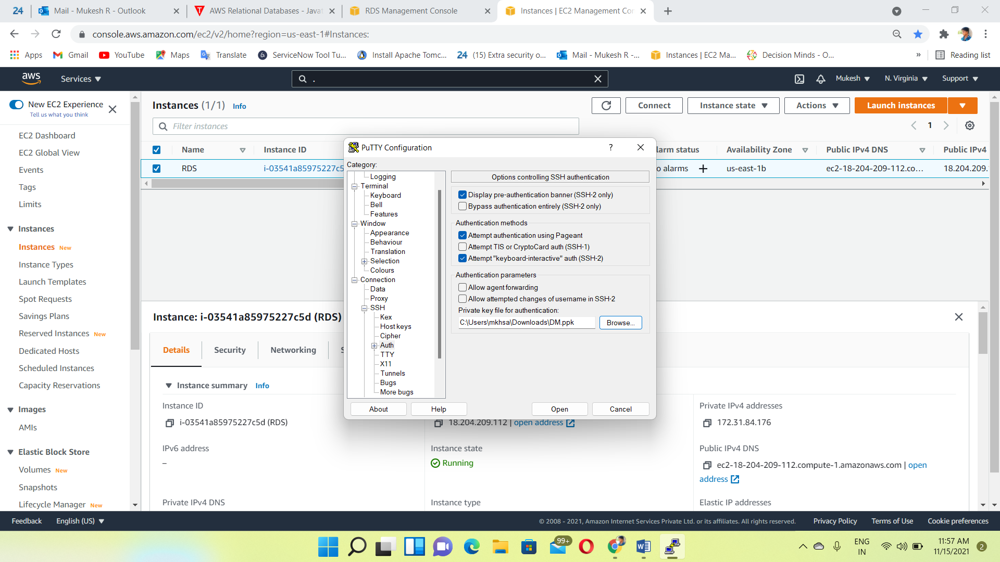 24
Mail - Mukesh R - Outlook
AWS Relational Databases - Javat
RDS Management Console
Instances | EC2 Management Con
console.aws.amazon.com/ec2/v2/home?region=us-east-1#Instances:
Apps
Gmail
YouTube
Maps
Translate
ServiceNow Tool Tu...
Install Apache Tomc...
24 (15) Extra security o...
Mail - Mukesh R -...
Instances | EC2 Ma...
Decision Minds - O...
»
Reading list
aws
Services
.
Mukesh
N. Virginia
Support
New EC2 Experience
Tell us what you think
EC2 Dashboard
EC2 Global View
Events
Tags
Limits
Instances
Instances New
Instance Types
Launch Templates
Spot Requests
Savings Plans
Reserved Instances New
Dedicated Hosts
Scheduled Instances
Capacity Reservations
Images
AMIs
Elastic Block Store
Volumes New
Snapshots
Lifecycle Manager New
Instances (1/1) Info
Connect
Instance state
Actions
Launch instances
Filter instances
1
Name
Instance ID
larm status
Availability Zone
Public IPv4 DNS
Public IPv4
RDS
i-03541a85975227c5
o alarms
us-east-1b
ec2-18-204-209-112.co...
18.204.209.
PuTTY Configuration
?
Category:
Logging
Terminal
Keyboard
Bell
Features
Window
Appearance
Behaviour
Translation
Selection
Colours
Connection
Data
Proxy
SSH
Kex
Host keys
Cipher
Auth
TTY
X11
Tunnels
Bugs
More bugs
Options controlling SSH authentication
Display pre-authentication banner (SSH-2 only)
Bypass authentication entirely (SSH-2 only)
Authentication methods
Attempt authentication using Pageant
Attempt TIS or CryptoCard auth (SSH-1)
Attempt "keyboard-interactive" auth (SSH-2)
Authentication parameters
Allow agent forwarding
Allow attempted changes of username in SSH-2
Private key file for authentication:
C:\Users\mkhsa\Downloads\DM.ppk
Browse...
About
Help
Open
Cancel
Instance: i-03541a85975227c5d (RDS)
Details
Security
Networking
S
Instance summary Info
Instance ID
i-03541a85975227c5d (RDS)
18.204.209.112 | open address
Private IPv4 addresses
172.31.84.176
IPv6 address
–
Instance state
Running
Public IPv4 DNS
ec2-18-204-209-112.compute-1.amazonaws.com | open
address
Private IPv4 DNS
Instance type
Elastic IP addresses
Feedback
English (US)
© 2008 - 2021, Amazon Internet Services Private Ltd. or its affiliates. All rights reserved.
Privacy Policy
Terms of Use
Cookie preferences
99+
ENG
IN
11:57 AM
11/15/2021
2